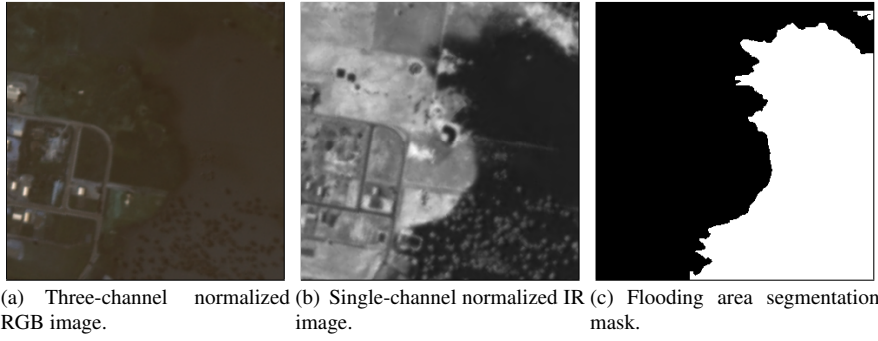 (a) Three-channel normalized
RGB image.
(b) Single-channel normalized IR
image.
(c) Flooding area segmentation
mask.